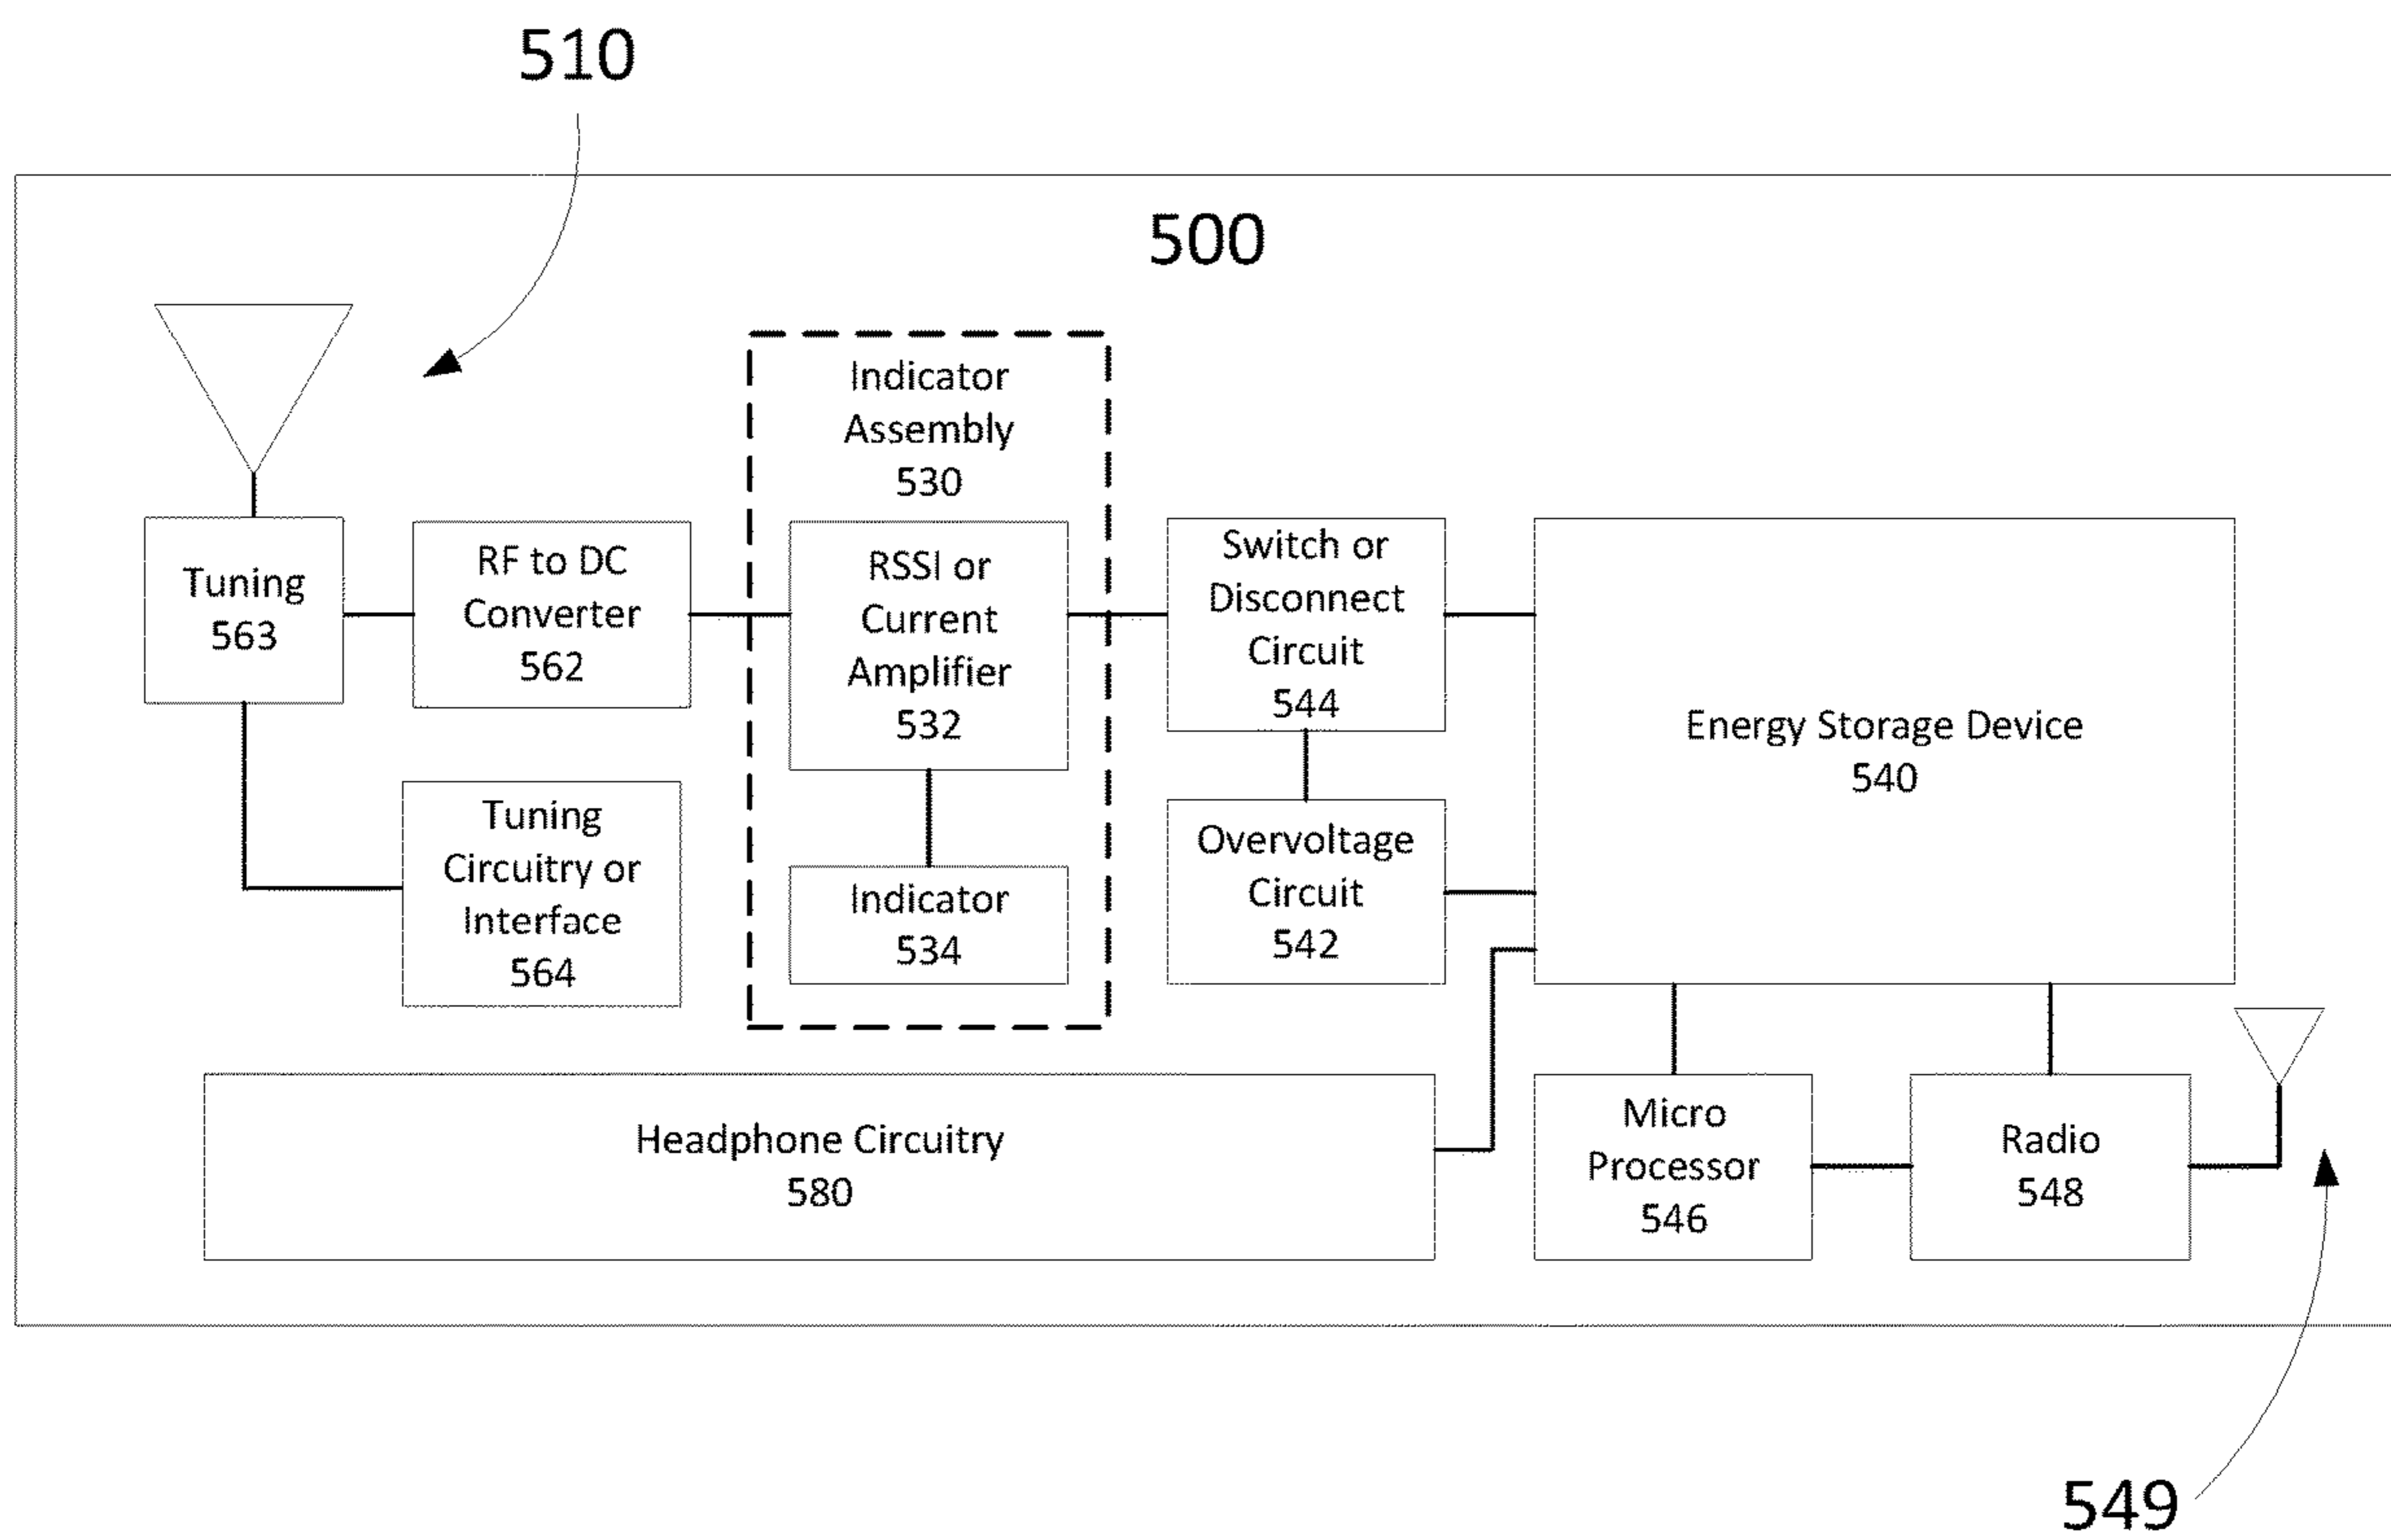 510
500
Indicator
Assembly
530
Tuning
563
RF to DC
Converter
562
RSSI or
Current
Amplifier
532
Switch or
Disconnect
Circuit
544
Energy Storage Device
540
Tuning
Circuitry or
Interface
564
Indicator
534
Overvoltage
Circuit
542
Headphone Circuitry
580
Micro
Processor
546
Radio
548
549